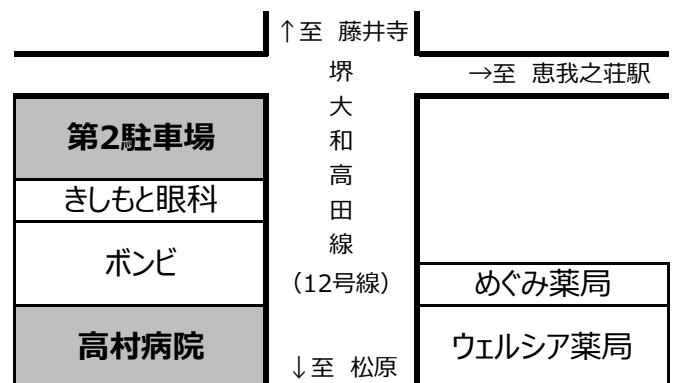 ↑至 藤井寺
堺大和高田線
(12号線)
↓至 松原
→至 恵我之荘駅
第2駐車場
きしもと眼科
ボンビ
高村病院
めぐみ薬局
ウェルシア薬局